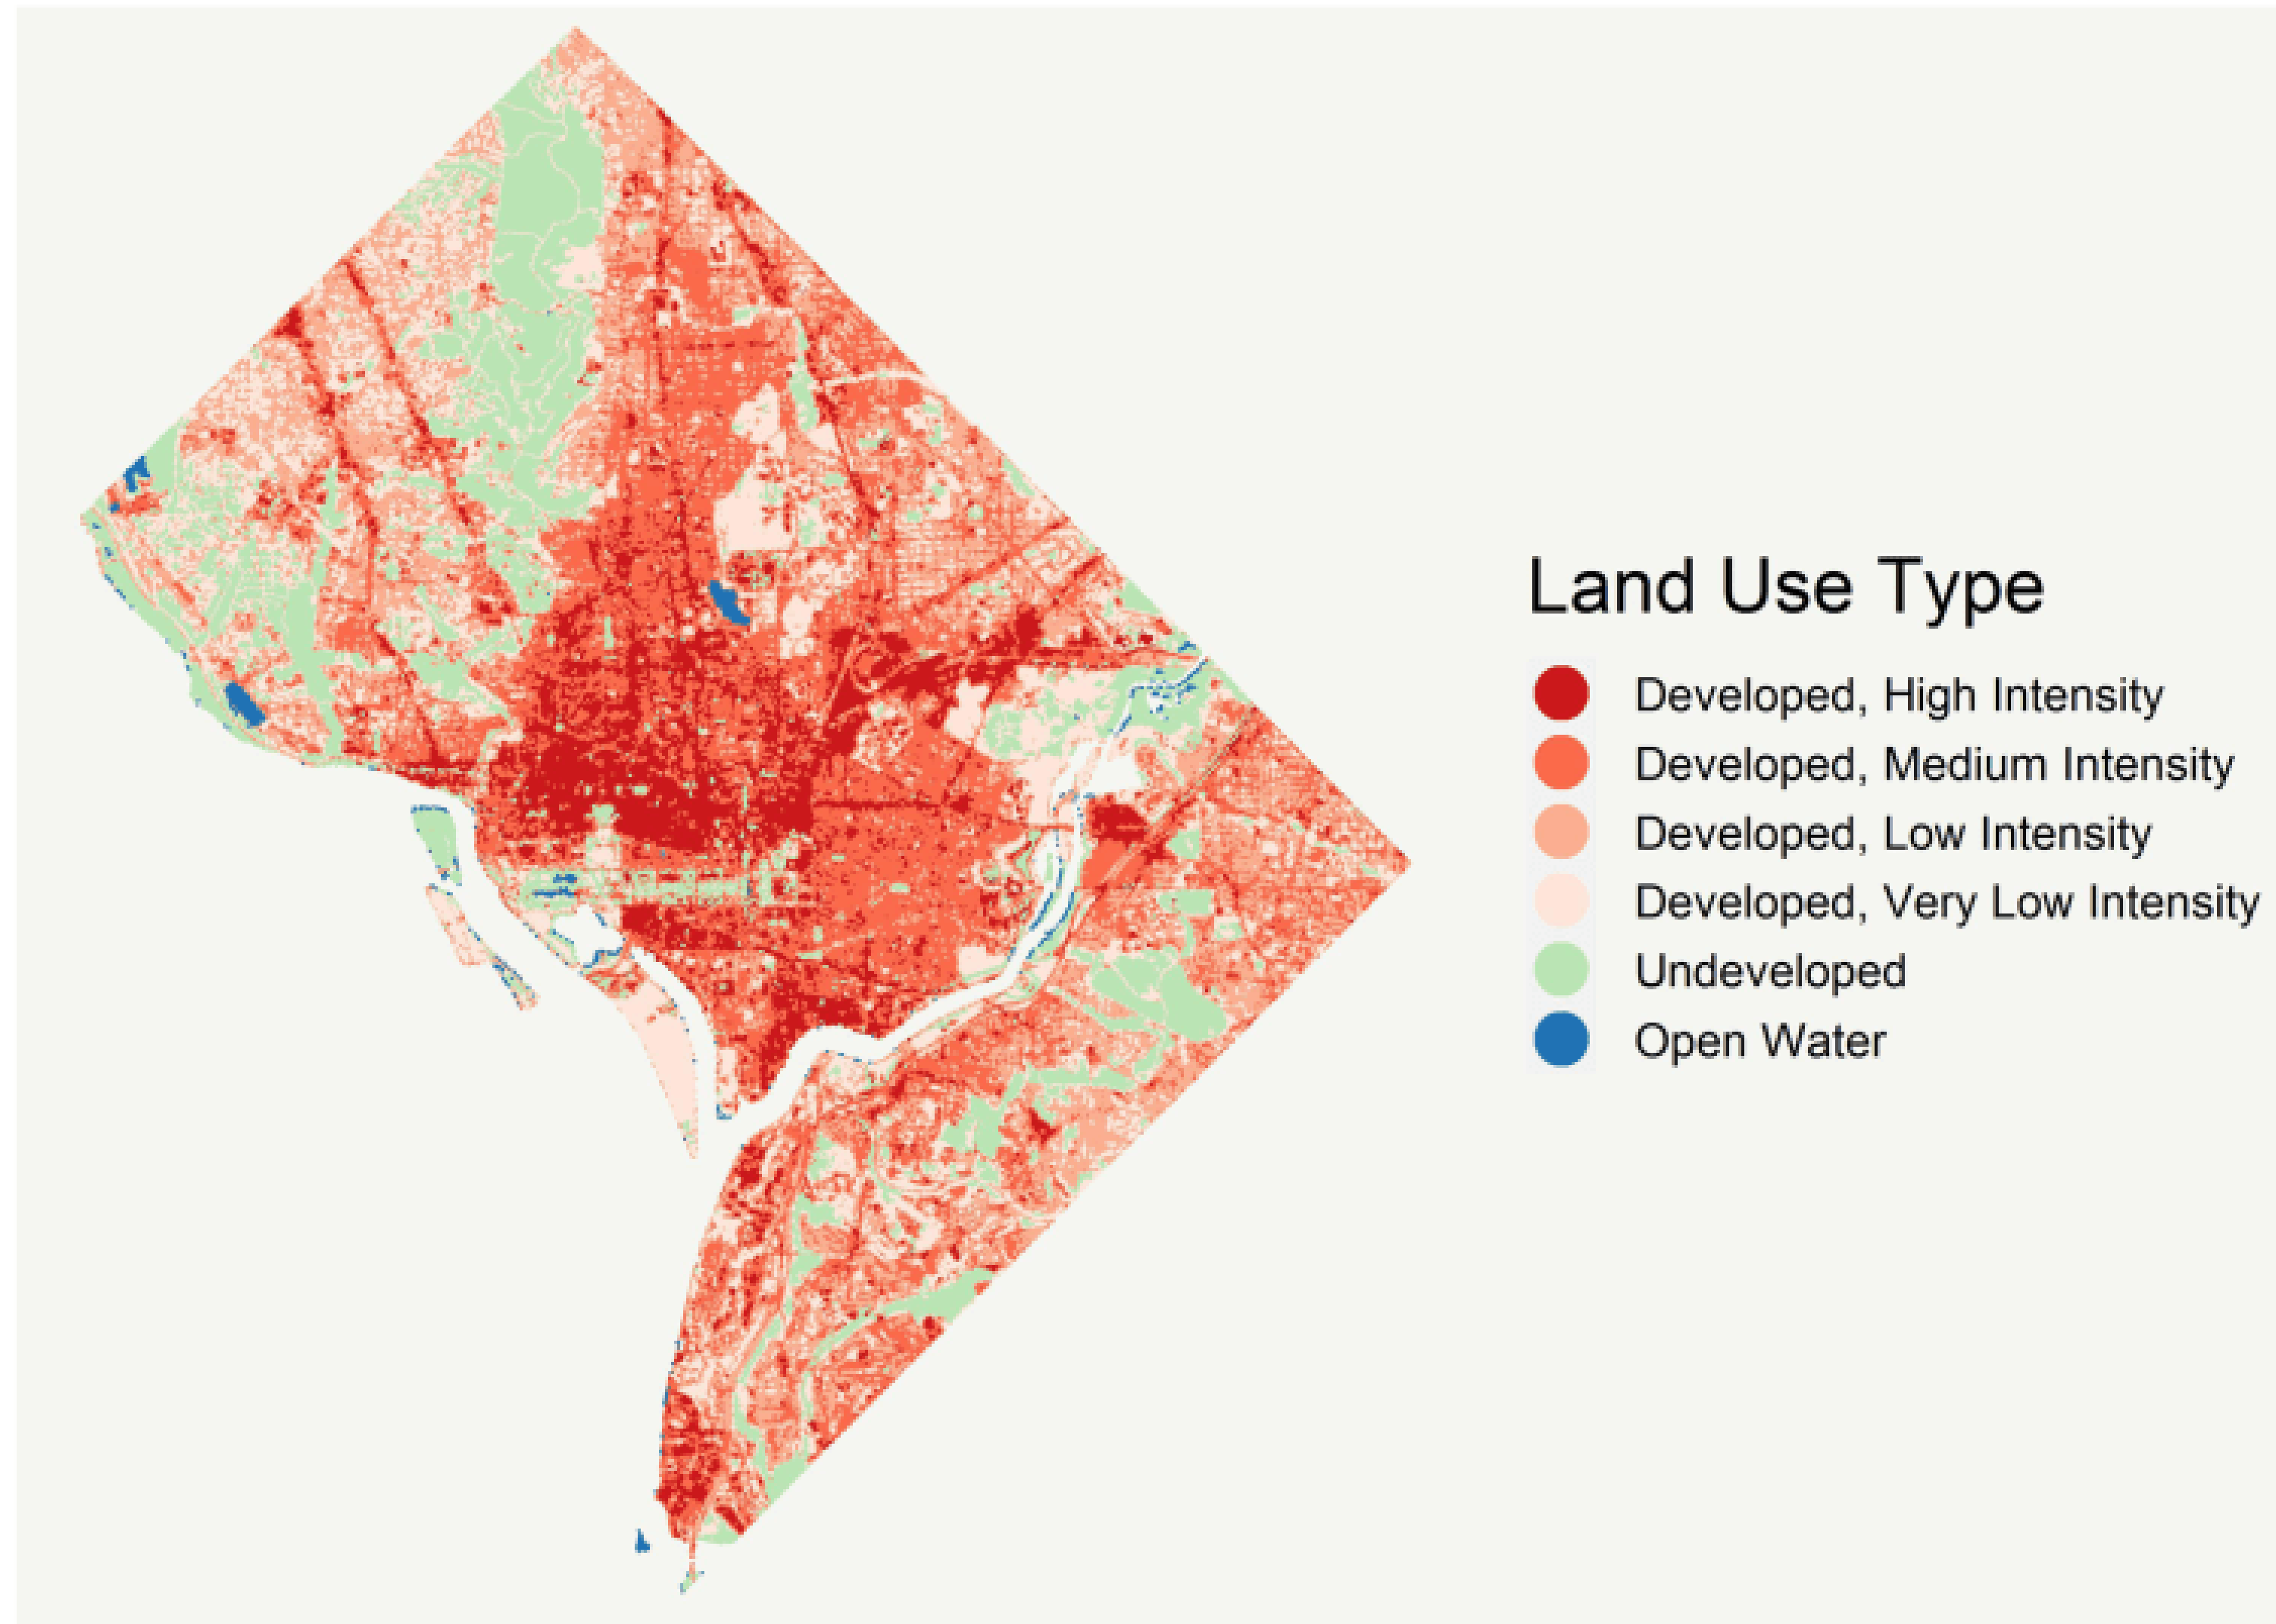 Land Use Type
Developed, High Intensity
Developed, Medium Intensity
Developed, Low Intensity
Developed, Very Low Intensity
Undeveloped
Open Water